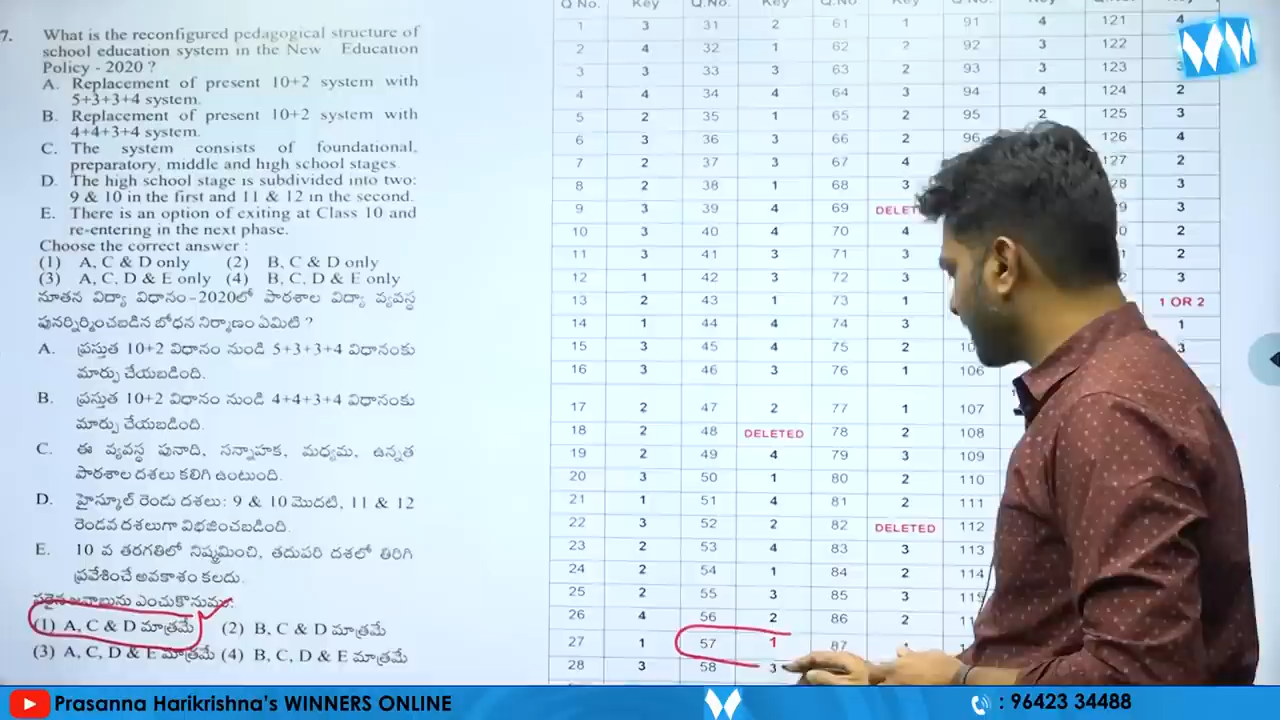 7. What is the reconfigured pedagogical structure of
school education system in the New Education
Policy - 2020 ?
A. Replacement of present 10+2 system with
5+3+3+4 system.
B. Replacement of present 10+2 system with
4+4+3+4 system.
C. The system consists of foundational,
preparatory, middle and high school stages.
D. The high school stage is subdivided into two:
9 & 10 in the first and 11 & 12 in the second.
E. There is an option of exiting at Class 10 and
re-entering in the next phase.
Choose the correct answer :
(1) A, C & D only (2) B, C & D only
(3) A, C, D & E only (4) B, C, D & E only
నూతన విద్యా విధానం-2020లో పాఠశాల విద్యా వ్యవస్థ
పునర్నిర్మించబడిన బోధన నిర్మాణం ఏమిటి ?
A. ప్రస్తుత 10+2 విధానం నుండి 5+3+3+4 విధానంకు
మార్పు చేయబడింది.
B. ప్రస్తుత 10+2 విధానం నుండి 4+4+3+4 విధానంకు
మార్పు చేయబడింది.
C. ఈ వ్యవస్థ పునాది, సన్నాహక, మధ్యమ, ఉన్నత
పాఠశాల దశలు కలిగి ఉంటుంది.
D. హైస్కూల్ రెండు దశలు: 9 & 10 మొదటి, 11 & 12
రెండవ దశలుగా విభజించబడింది.
E. 10 వ తరగతిలో నిష్క్రమించి, తదుపరి దశలో తిరిగి
ప్రవేశించే అవకాశం కలదు.
సరైన జవాబును ఎంచుకొనుము:
(1) A, C & D మాత్రమే (2) B, C & D మాత్రమే
(3) A, C, D & E మాత్రమే (4) B, C, D & E మాత్రమే
Q No. Key Q.No. Key Q.No Key
1 3 31 2 61 1 91 4 121 4
2 4 32 1 62 2 92 3 122
3 3 33 3 63 2 93 3 123 3
4 4 34 4 64 3 94 4 124 2
5 2 35 1 65 2 95 2 125 3
6 3 36 3 66 2 96 126 4
7 2 37 3 67 4 127 2
8 2 38 1 68 3 28 3
9 3 39 4 69 DELET 9 3
10 3 40 4 70 4 0 2
11 3 41 3 71 3 2
12 1 42 3 72 3 2 3
13 2 43 1 73 1 1 OR 2
14 1 44 4 74 3 1
15 3 45 4 75 2 10 3
16 3 46 3 76 1 106
17 2 47 2 77 1 107
18 2 48 DELETED 78 2 108
19 2 49 4 79 3 109
20 3 50 1 80 2 110
21 1 51 4 81 2 111
22 3 52 2 82 DELETED 112
23 2 53 4 83 3 113
24 2 54 1 84 2 114
25 2 55 3 85 3 115
26 4 56 2 86 2 11
27 1 57 1 87
28 3 58 3
Prasanna Harikrishna's WINNERS ONLINE
: 96423 34488